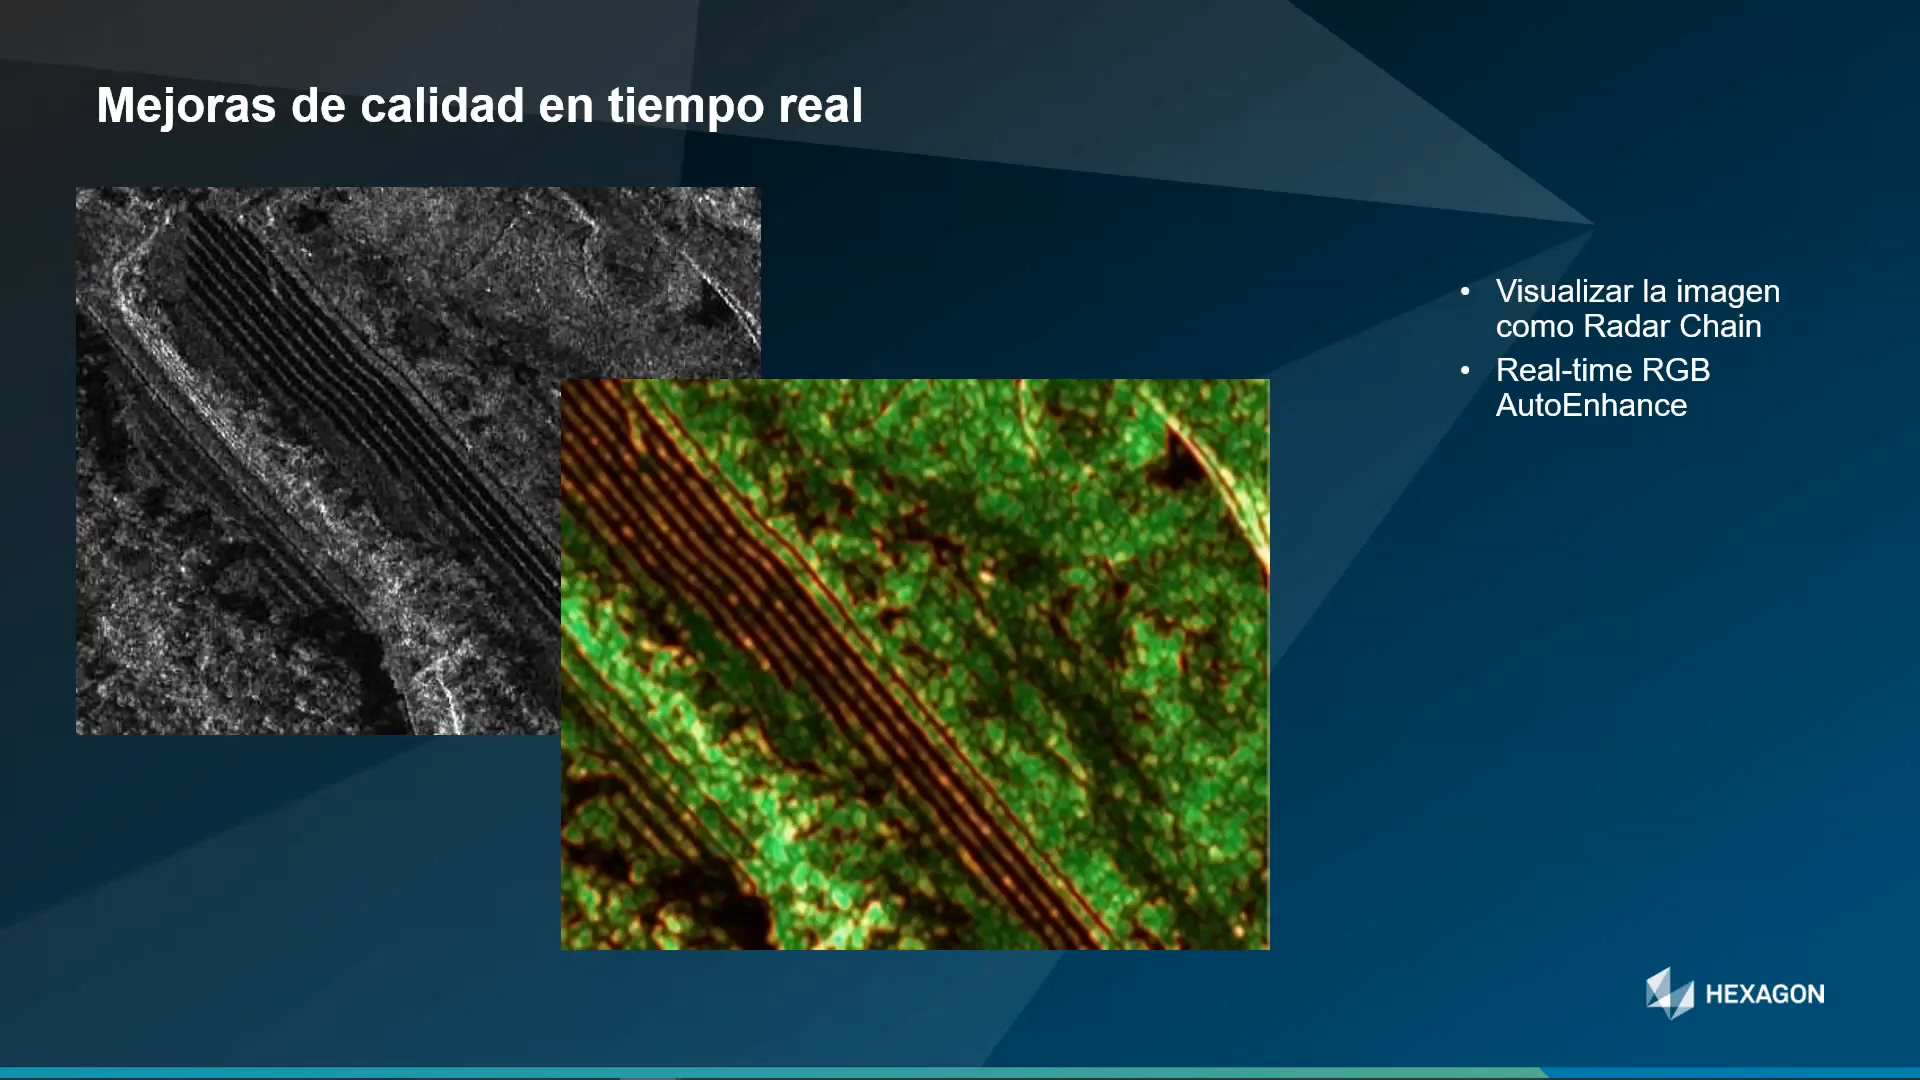 Mejoras de calidad en tiempo real
• Visualizar la imagen
como Radar Chain
• Real-time RGB
AutoEnhance
HEXAGON